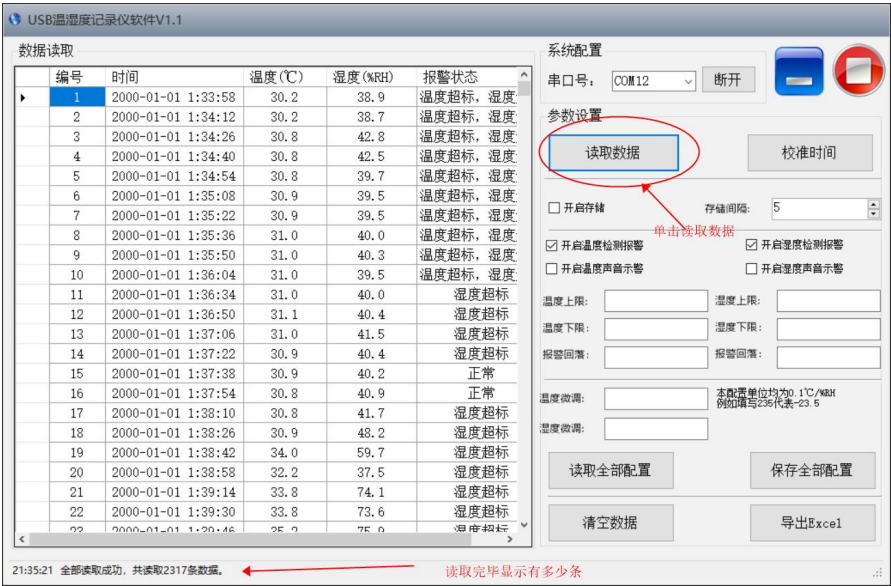 USB温湿度记录仪软件V1.1
数据读取
编号 时间 温度(℃) 湿度(%RH) 报警状态
1 2000-01-01 1:33:58 30.2 38.9 温度超标，湿度
2 2000-01-01 1:34:12 30.2 38.7 温度超标，湿度
3 2000-01-01 1:34:26 30.8 42.8 温度超标，湿度
4 2000-01-01 1:34:40 30.8 42.5 温度超标，湿度
5 2000-01-01 1:34:54 30.8 39.7 温度超标，湿度
6 2000-01-01 1:35:08 30.9 39.5 温度超标，湿度
7 2000-01-01 1:35:22 30.9 39.5 温度超标，湿度
8 2000-01-01 1:35:36 31.0 40.0 温度超标，湿度
9 2000-01-01 1:35:50 31.0 40.3 温度超标，湿度
10 2000-01-01 1:36:04 31.0 39.5 温度超标，湿度
11 2000-01-01 1:36:34 31.0 40.0 湿度超标
12 2000-01-01 1:36:50 31.1 40.4 湿度超标
13 2000-01-01 1:37:06 31.0 41.5 湿度超标
14 2000-01-01 1:37:22 30.9 40.4 湿度超标
15 2000-01-01 1:37:38 30.9 40.2 正常
16 2000-01-01 1:37:54 30.8 40.9 正常
17 2000-01-01 1:38:10 30.8 41.7 湿度超标
18 2000-01-01 1:38:26 30.9 48.2 湿度超标
19 2000-01-01 1:38:42 34.0 59.7 湿度超标
20 2000-01-01 1:38:58 32.2 37.5 湿度超标
21 2000-01-01 1:39:14 33.8 74.1 湿度超标
22 2000-01-01 1:39:30 33.8 73.6 湿度超标
23 2000-01-01 1:39:46 35.2 75.9 湿度超标
系统配置
串口号： COM12 断开
参数设置
读取数据 校准时间
开启存储 存储间隔: 5
单击读取数据
开启温度检测报警 开启湿度检测报警
开启温度声音示警 开启湿度声音示警
温度上限: 湿度上限:
温度下限: 湿度下限:
报警回落: 报警回落:
温度微调: 本配置单位均为0.1℃/%RH
例如填写235代表-23.5
湿度微调:
读取全部配置 保存全部配置
清空数据 导出Excel
21:35:21 全部读取成功，共读取2317条数据。
读取完毕显示有多少条